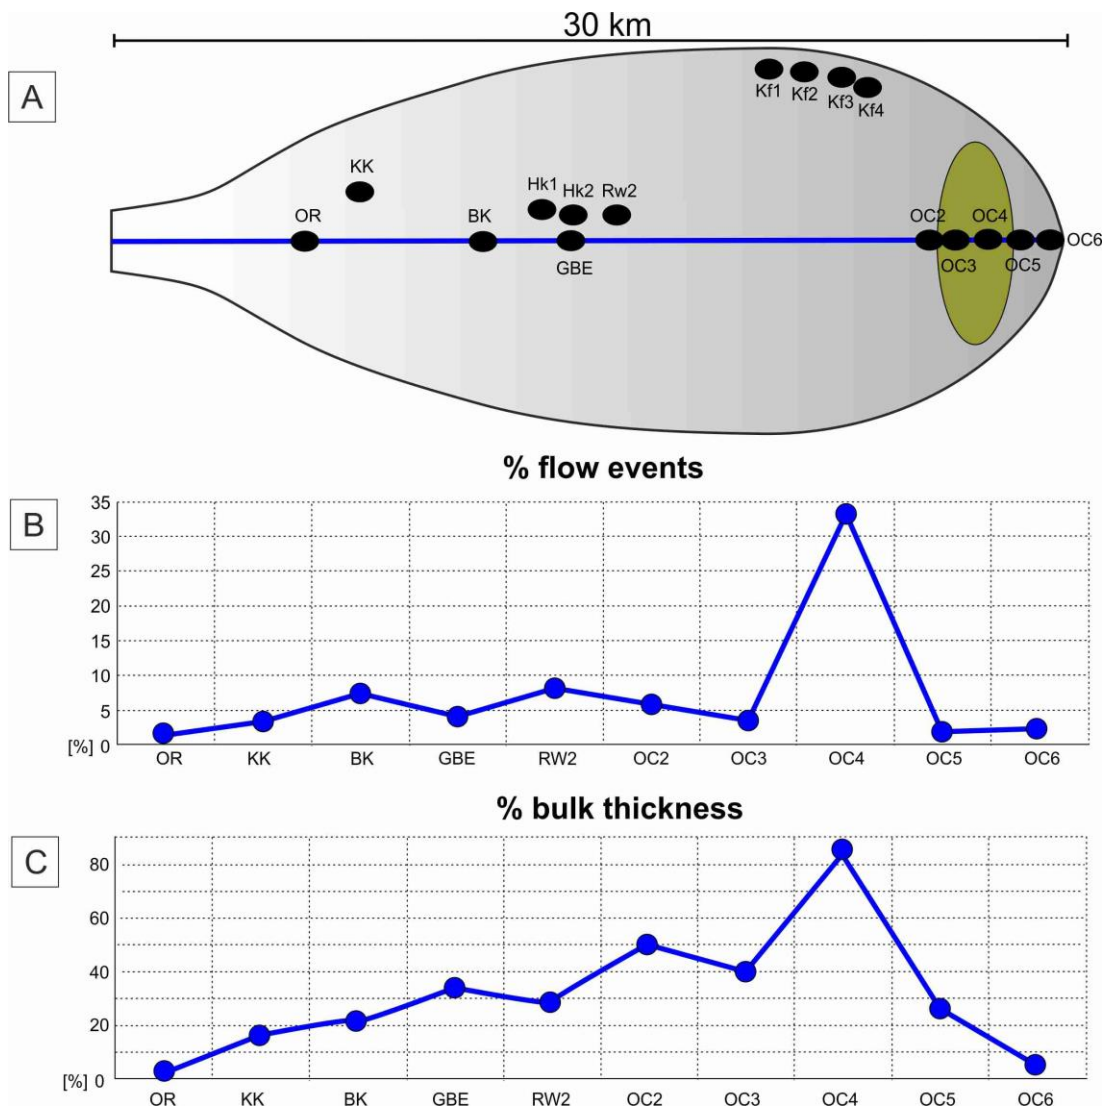 30 km
A
Kf1 Kf2 Kf3 Kf4
KK
Hk1 Hk2 Rw2
OR BK OC2 OC4
OC6
GBE OC3 OC5
% flow events
B
35
30
25
20
15
10
5
[%] 0
OR KK BK GBE RW2 OC2 OC3 OC4 OC5 OC6
% bulk thickness
C
80
60
40
20
[%] 0
OR KK BK GBE RW2 OC2 OC3 OC4 OC5 OC6